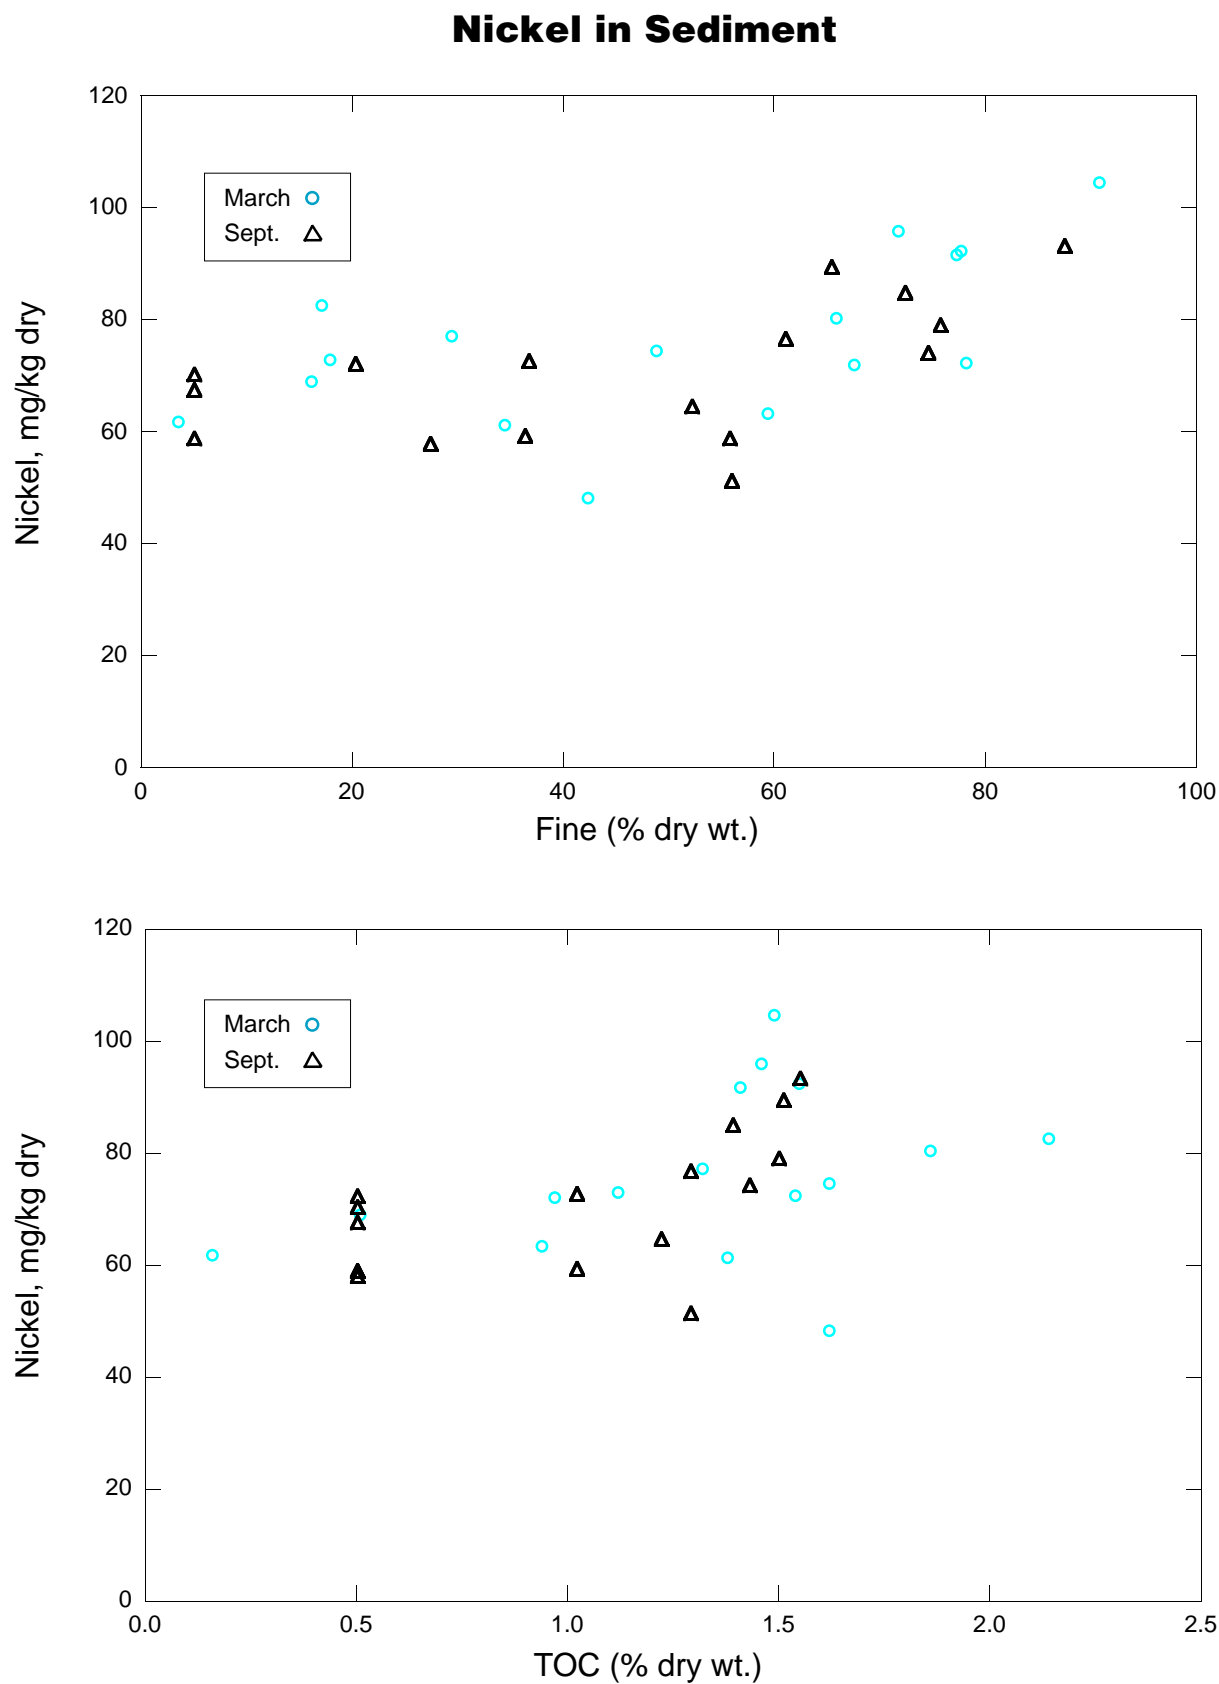 Nickel in Sediment
120
100
80
60
40
20
0
Nickel, mg/kg dry
March
Sept.
0 20 40 60 80 100
Fine (% dry wt.)
120
100
80
60
40
20
0
Nickel, mg/kg dry
March
Sept.
0.0 0.5 1.0 1.5 2.0 2.5
TOC (% dry wt.)